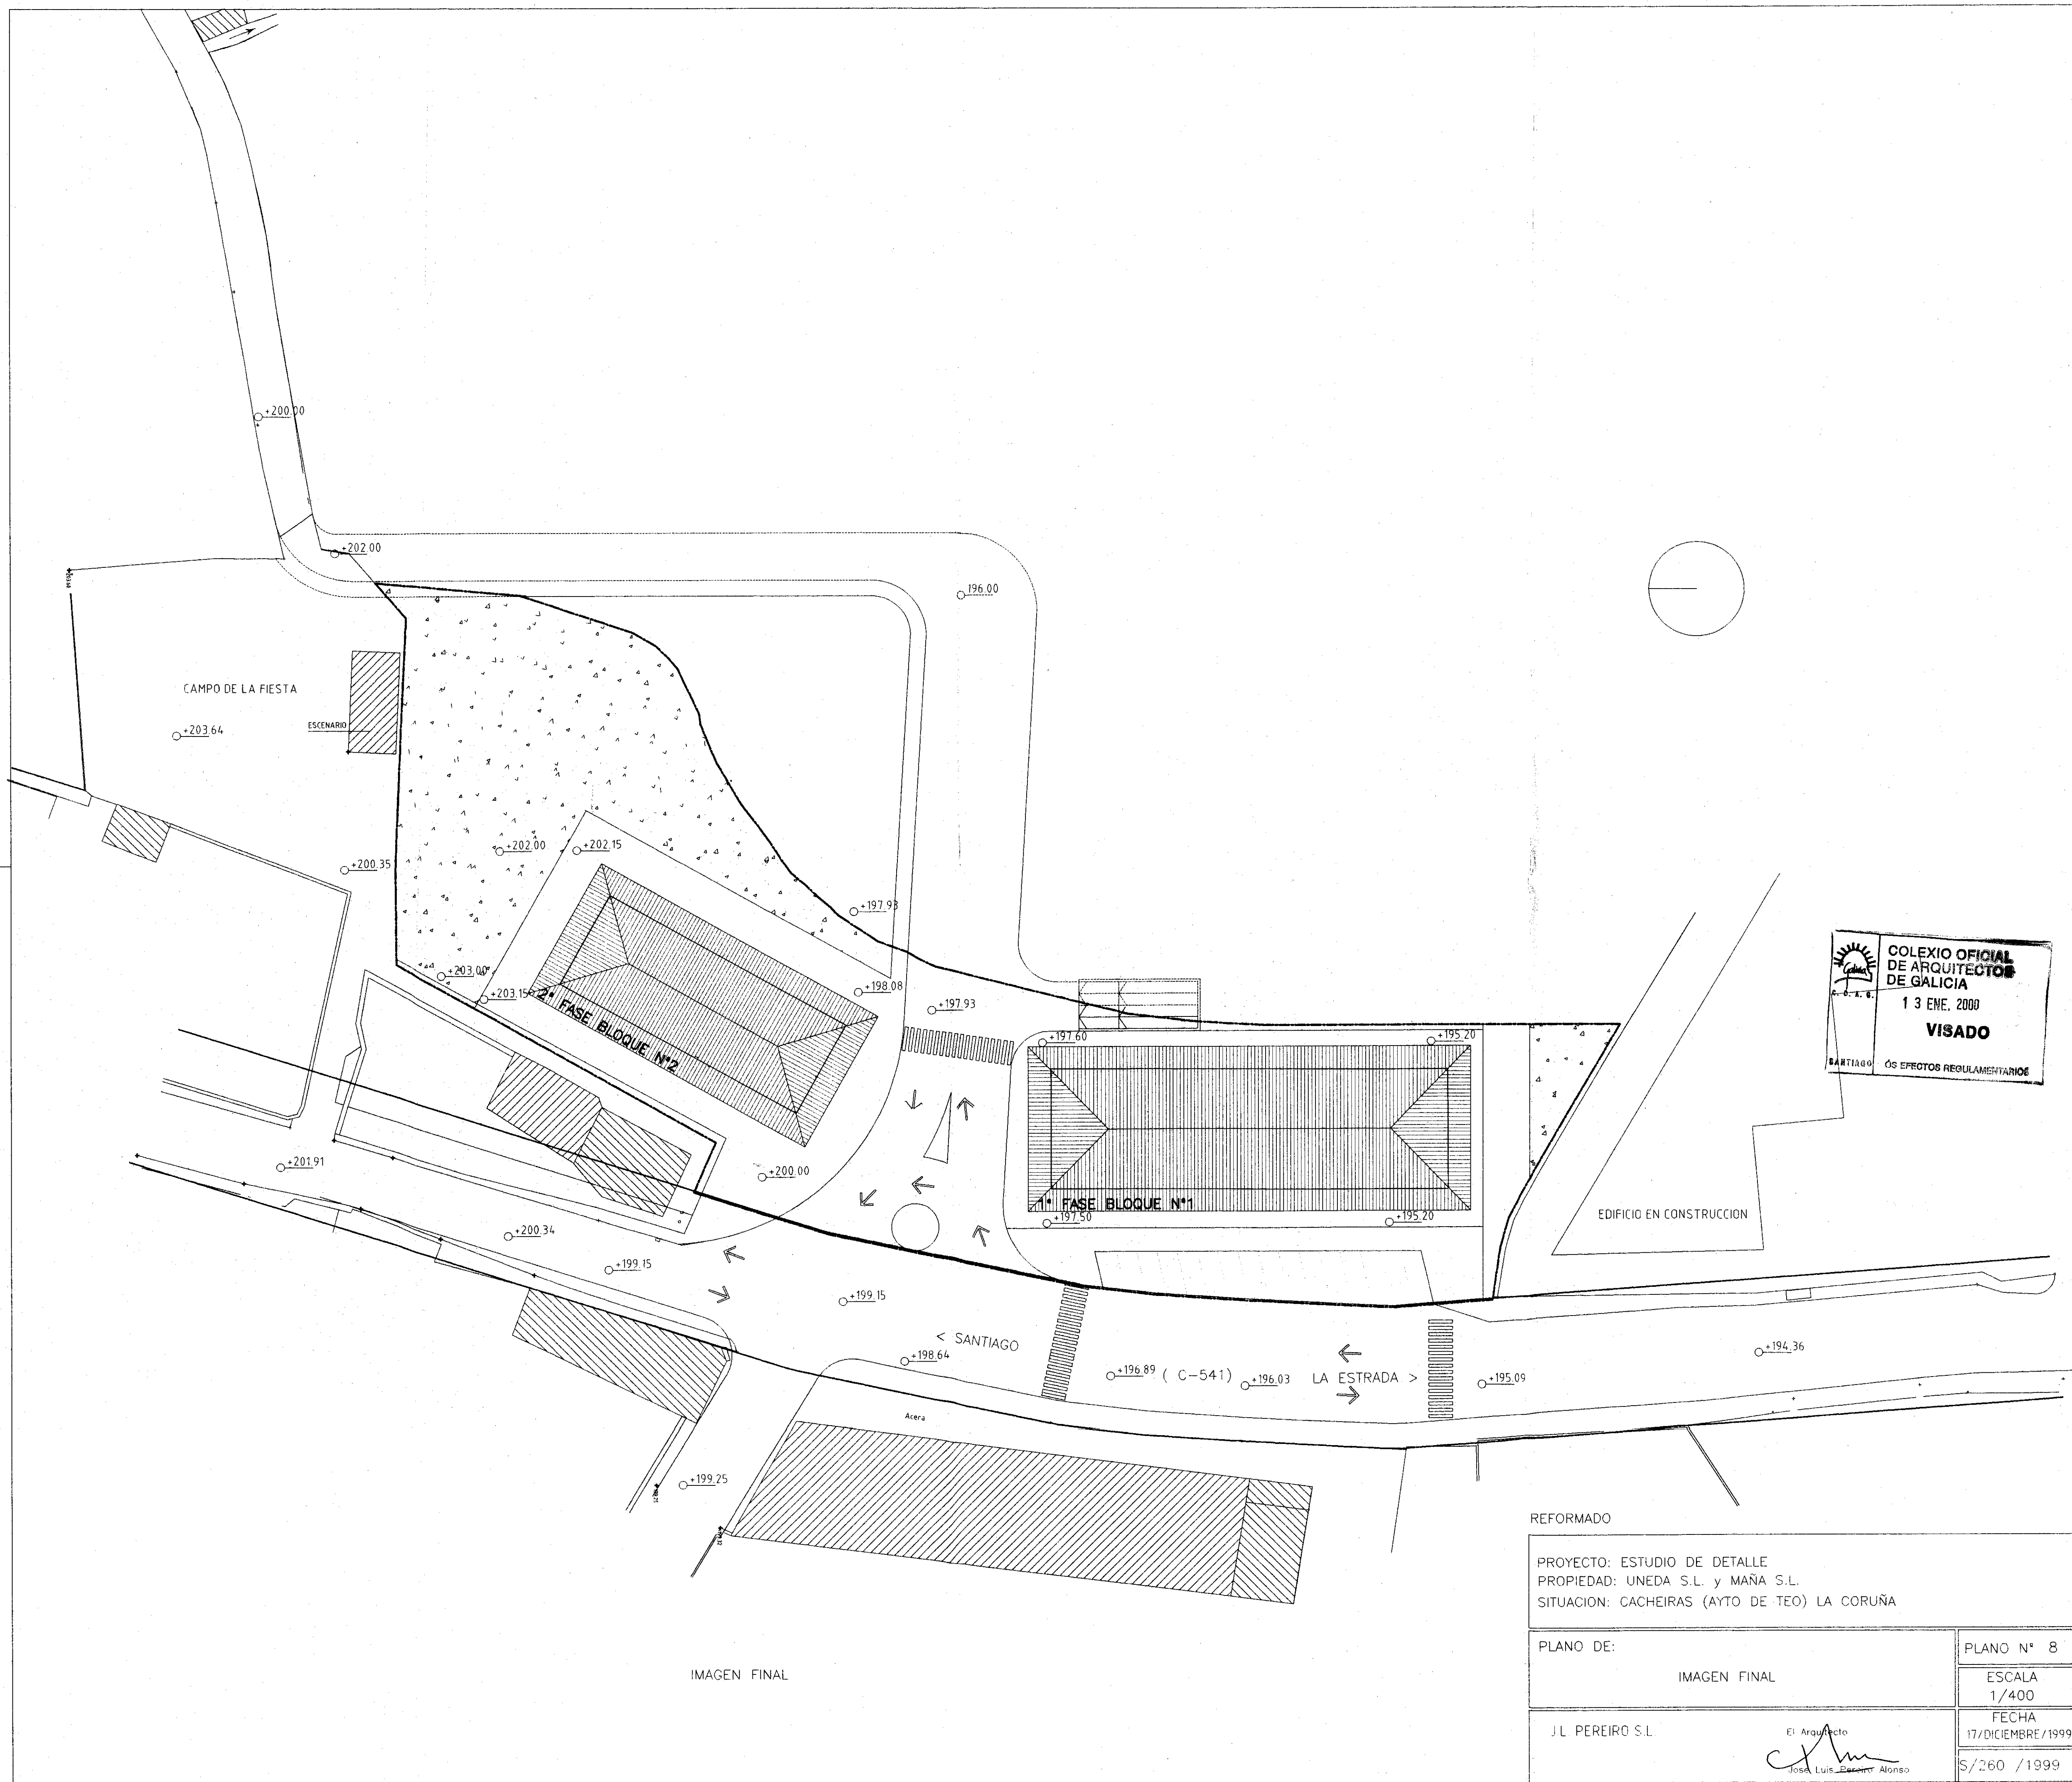 +200.00
+202.00
196.00
CAMPO DE LA FIESTA
ESCENARIO
+203.64
+202.00
+202.15
+200.35
+197.93
+203.00
+203.15
+198.08
+197.93
2ª FASE BLOQUE Nº2
+197.60
+195.20
COLEXIO OFICIAL
DE ARQUITECTOS
DE GALICIA
C. O. A. G.
13 ENE. 2000
VISADO
SANTIAGO
ÓS EFECTOS REGULAMENTARIOS
+201.91
+200.00
1ª FASE BLOQUE Nº1
+197.50
+195.20
EDIFICIO EN CONSTRUCCION
+200.34
+199.15
+199.15
< SANTIAGO
+198.64
+196.89 ( C-541) +196.03 LA ESTRADA >
+195.09
+194.36
Acera
+199.25
REFORMADO
PROYECTO: ESTUDIO DE DETALLE
PROPIEDAD: UNEDA S.L. y MAÑA S.L.
SITUACION: CACHEIRAS (AYTO DE TEO) LA CORUÑA
PLANO DE:
IMAGEN FINAL
PLANO Nº 8
ESCALA
1/400
IMAGEN FINAL
J.L. PEREIRO S.L.
El Arquitecto
José Luis Pereiro Alonso
FECHA
17/DICIEMBRE/1999
S/260 /1999